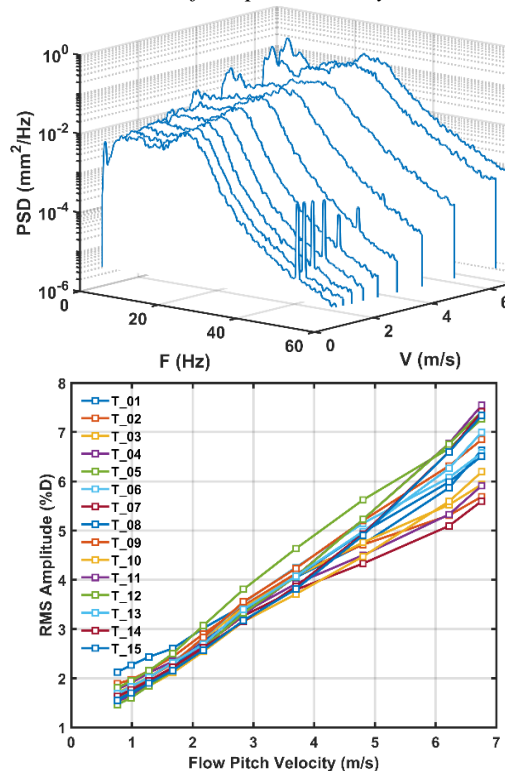 10^0
10^-2
10^-4
10^-6
PSD (mm^2/Hz)
0
20
40
60
F (Hz)
0
2
4
6
V (m/s)
8
7
6
5
4
3
2
1
RMS Amplitude (%D)
T_01
T_02
T_03
T_04
T_05
T_06
T_07
T_08
T_09
T_10
T_11
T_12
T_13
T_14
T_15
0 1 2 3 4 5 6 7
Flow Pitch Velocity (m/s)